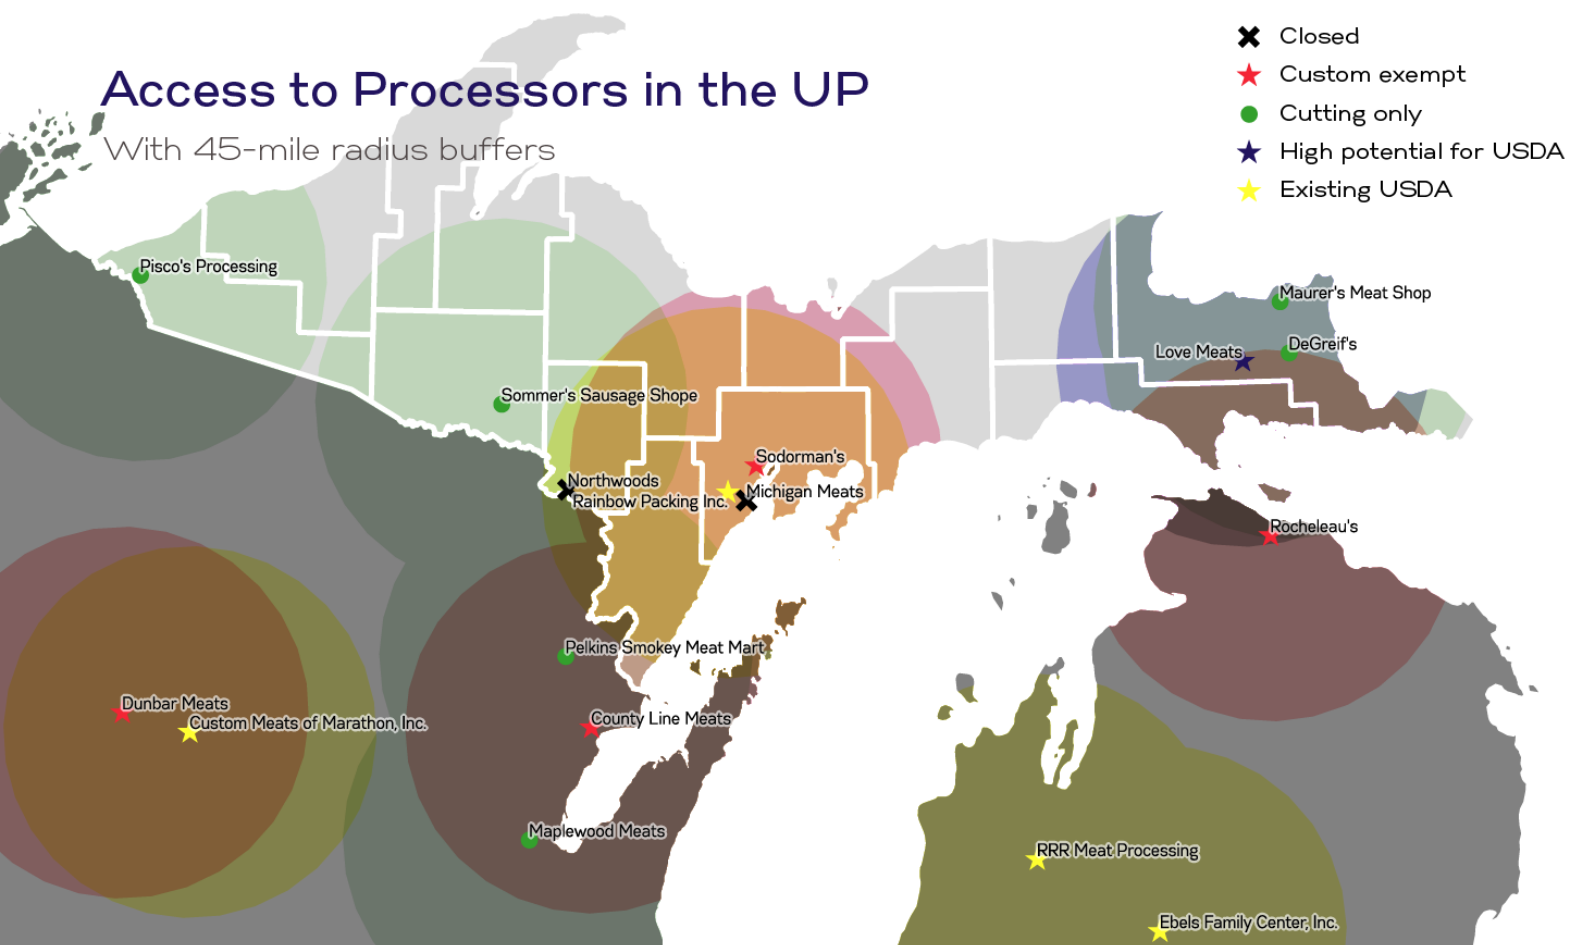 Closed
Access to Processors in the UP
Custom exempt
Cutting only
With 45-mile radius buffers
High potential for USDA
Existing USDA
Pisco's Processing
Maurer's Meat Shop
DeGreif's
Love Meats
Sommer's Sausage Shope
Sodorman's
Northwoods
Michigan Meats
Rainbow Packing Inc.
Rocheleau's
Pelkins Smokey Meat Mart
Dunbar Meats
County Line Meats
Custom Meats of Marathon, Inc.
Maplewood Meats
RRR Meat Processing
Ebels Family Center, Inc.